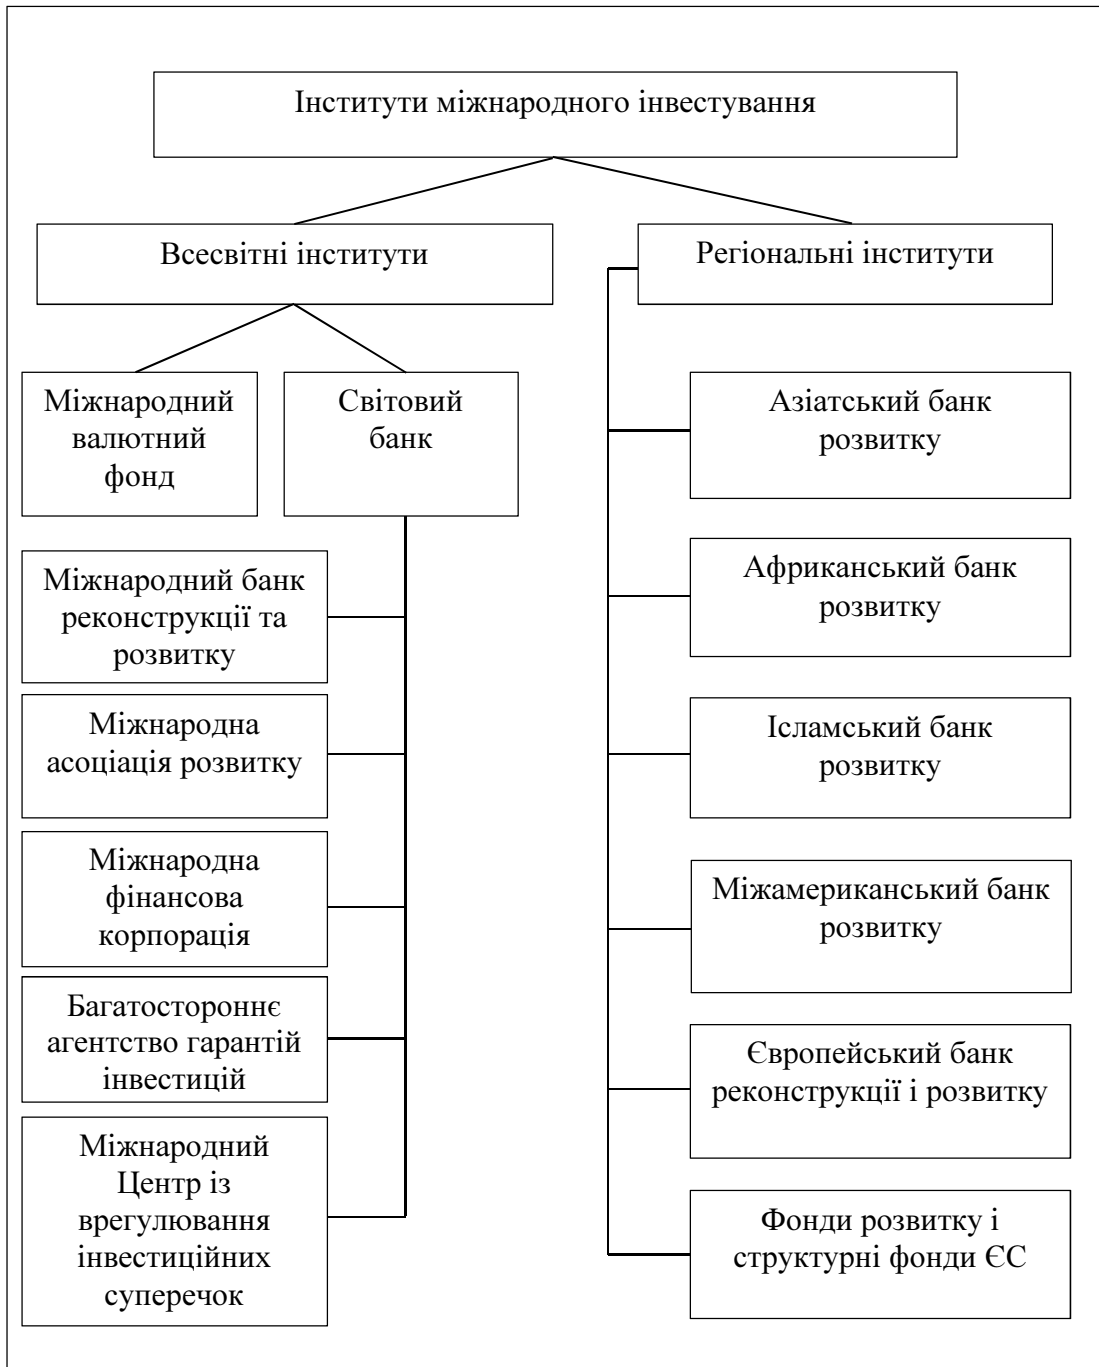 Інститути міжнародного інвестування
Всесвітні інститути
Регіональні інститути
Міжнародний
валютний
фонд
Світовий
банк
Міжнародний банк
реконструкції та
розвитку
Міжнародна
асоціація розвитку
Міжнародна
фінансова
корпорація
Багатостороннє
агентство гарантій
інвестицій
Міжнародний
Центр із
врегулювання
інвестиційних
суперечок
Азіатський банк
розвитку
Африканський банк
розвитку
Ісламський банк
розвитку
Міжамериканський банк
розвитку
Європейський банк
реконструкції і розвитку
Фонди розвитку і
структурні фонди ЄС